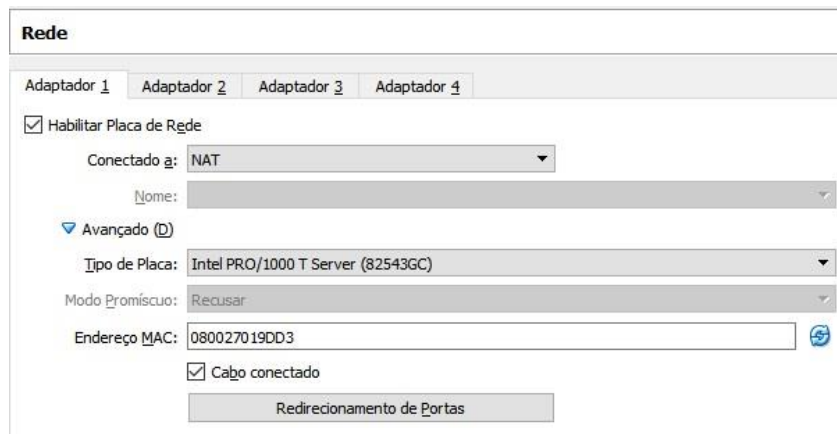 Rede
Adaptador 1 Adaptador 2 Adaptador 3 Adaptador 4
Habilitar Placa de Rede
Conectado a: NAT
Nome:
Avançado (D)
Tipo de Placa: Intel PRO/1000 T Server (82543GC)
Modo Promíscuo: Recusar
Endereço MAC: 080027019DD3
Cabo conectado
Redirecionamento de Portas